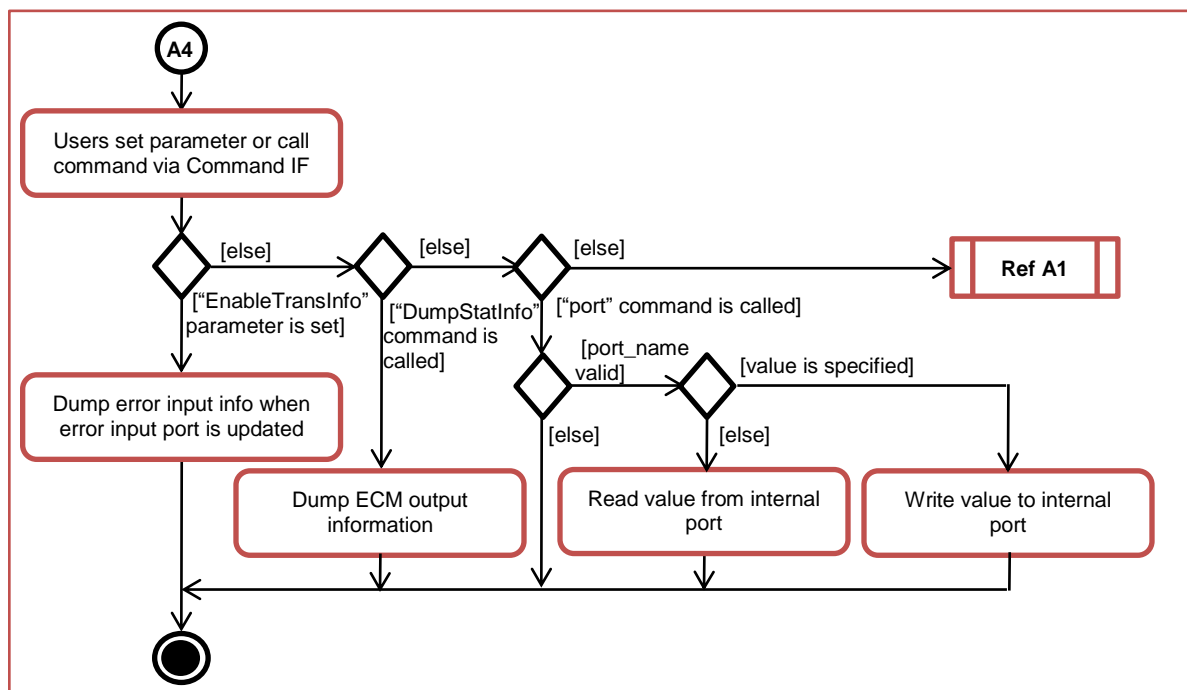 A4
Users set parameter or call
command via Command IF
[else]
[else]
[else]
Ref A1
[“EnableTransInfo”
parameter is set]
[“DumpStatInfo”
command is
called]
[“port” command is called]
[port_name
valid]
[value is specified]
Dump error input info when
error input port is updated
[else]
[else]
Dump ECM output
information
Read value from internal
port
Write value to internal
port